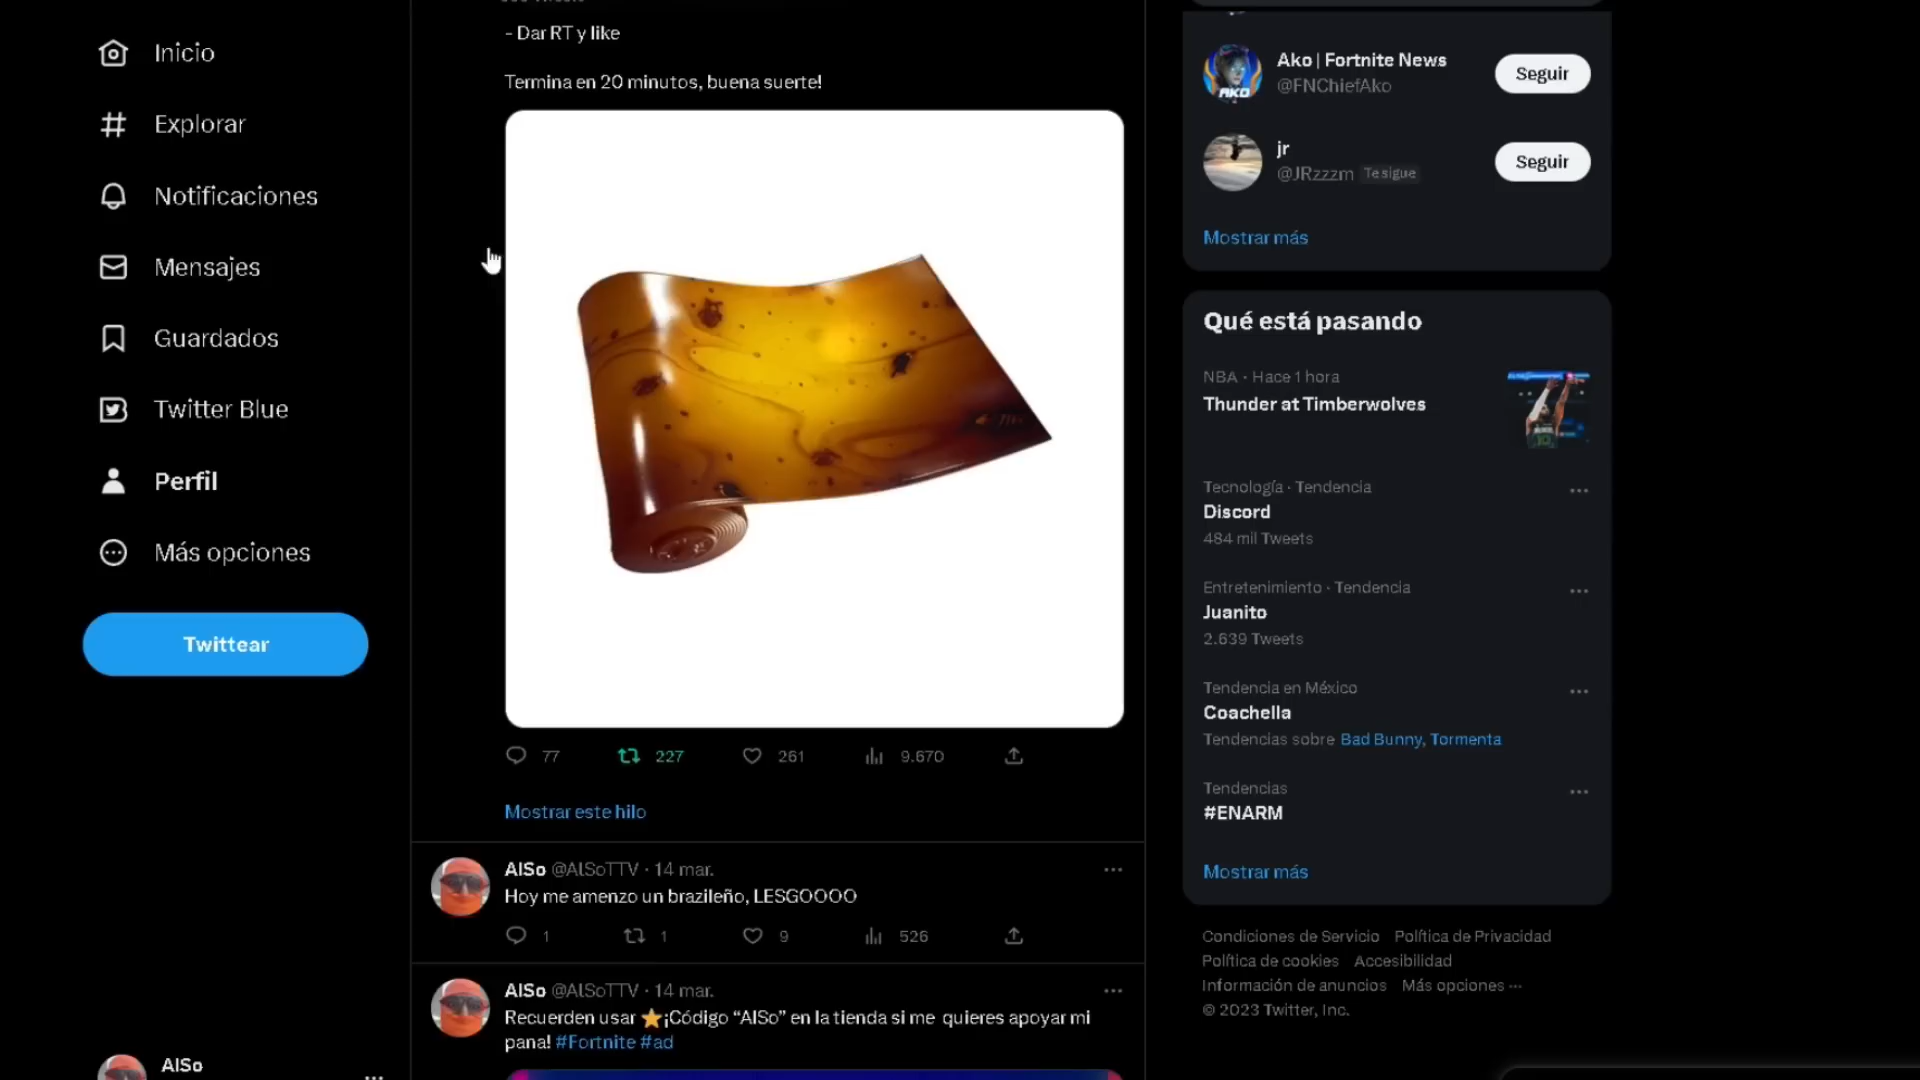 Inicio
Explorar
Notificaciones
Mensajes
Guardados
Twitter Blue
Perfil
Más opciones
Twittear
AlSo
- Dar RT y like
Termina en 20 minutos, buena suerte!
77
227
261
9.670
Mostrar este hilo
AlSo @AlSoTTV · 14 mar.
Hoy me amenzo un brazileño, LESGOOOO
1
1
9
526
AlSo @AlSoTTV · 14 mar.
Recuerden usar ⭐¡Código “AlSo” en la tienda si me quieres apoyar mi
pana! #Fortnite #ad
Ako | Fortnite News
@FNChiefAko
AKO
Seguir
jr
@JRzzzm Te sigue
Seguir
Mostrar más
Qué está pasando
NBA · Hace 1 hora
Thunder at Timberwolves
Tecnología · Tendencia
Discord
484 mil Tweets
Entretenimiento · Tendencia
Juanito
2.639 Tweets
Tendencia en México
Coachella
Tendencias sobre Bad Bunny, Tormenta
Tendencias
#ENARM
Mostrar más
Condiciones de Servicio Política de Privacidad
Política de cookies Accesibilidad
Información de anuncios Más opciones ···
© 2023 Twitter, Inc.